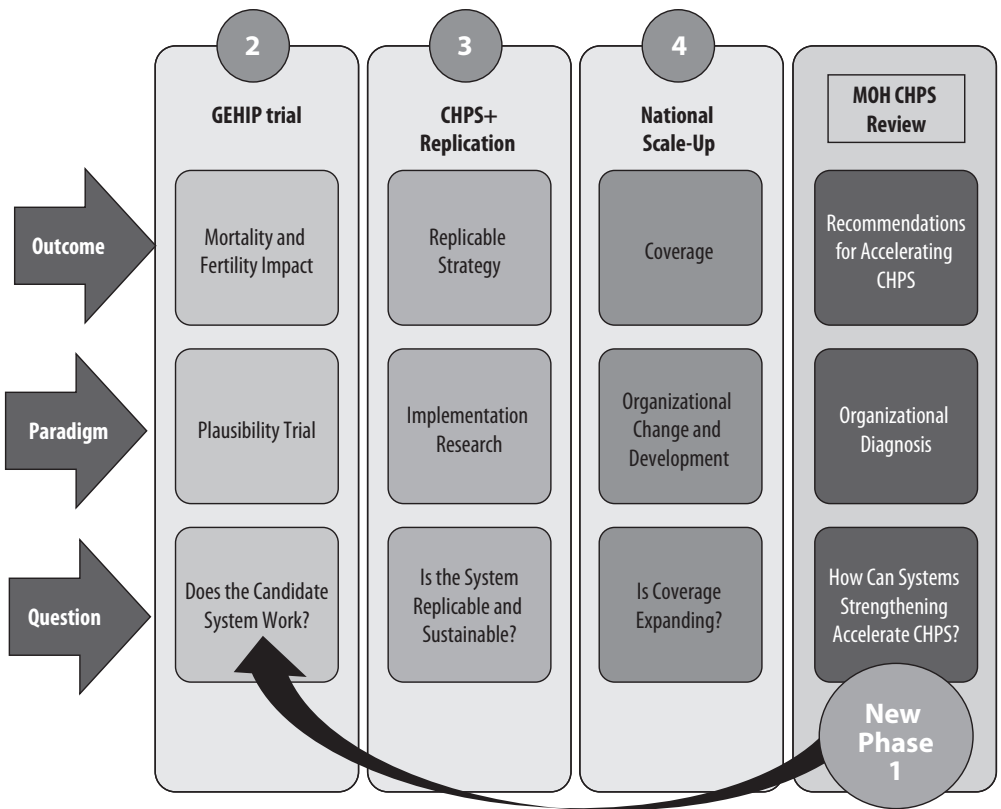 2
3
4
GEHIP trial
CHPS+
Replication
National
Scale-Up
MOH CHPS
Review
Outcome
Mortality and
Fertility Impact
Replicable
Strategy
Coverage
Recommendations
for Accelerating
CHPS
Paradigm
Plausibility Trial
Implementation
Research
Organizational
Change and
Development
Organizational
Diagnosis
Question
Does the Candidate
System Work?
Is the System
Replicable and
Sustainable?
Is Coverage
Expanding?
How Can Systems
Strengthening
Accelerate CHPS?
New
Phase
1